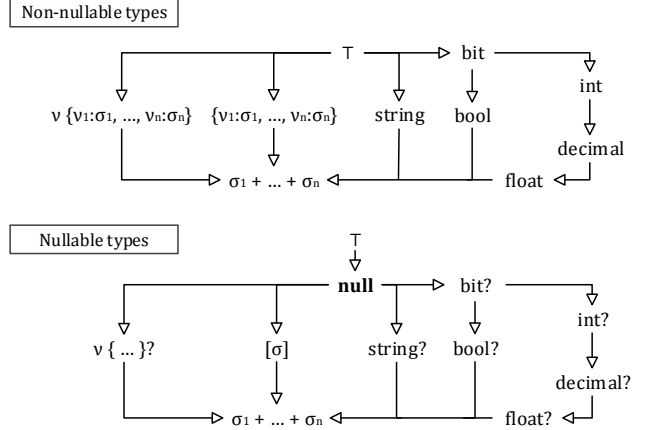 Non-nullable types
⊤ bit
int
ν {ν₁:σ₁, ..., νₙ:σₙ} {ν₁:σ₁, ..., νₙ:σₙ} string bool
decimal
σ₁ + ... + σₙ float
Nullable types
⊤
null bit?
int?
ν { ... }? [σ] string? bool?
decimal?
σ₁ + ... + σₙ float?